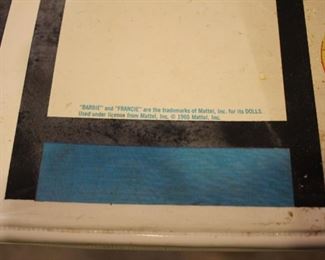 "BARBIE" and "FRANCIE" are the trademarks of Mattel, Inc. for its DOLLS.
Used under license from Mattel, Inc. © 1965 Mattel, Inc.